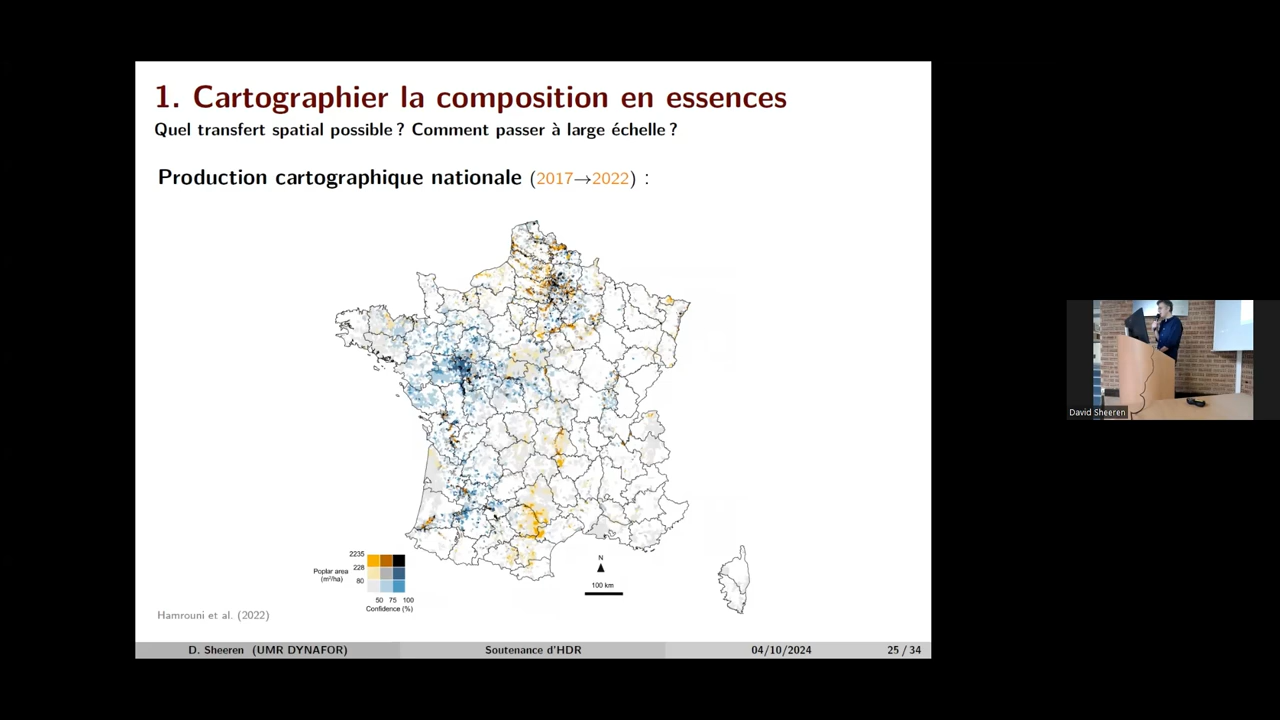 1. Cartographier la composition en essences
Quel transfert spatial possible ? Comment passer à large échelle ?
Production cartographique nationale (2017→2022) :
2235
Poplar area
(m²/ha)
228
80
50 75 100
Confidence (%)
N
100 km
Hamrouni et al. (2022)
D. Sheeren (UMR DYNAFOR) Soutenance d'HDR 04/10/2024 25 / 34
David Sheeren